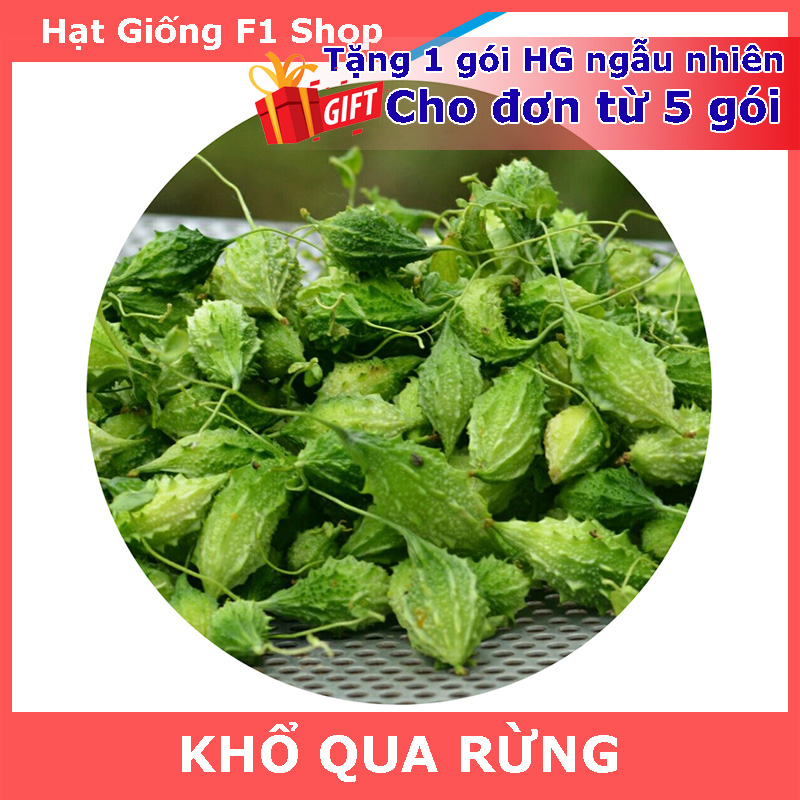 Hạt Giống F1 Shop
Tặng 1 gói HG ngẫu nhiên
Cho đơn từ 5 gói
GIFT
KHỔ QUA RỪNG